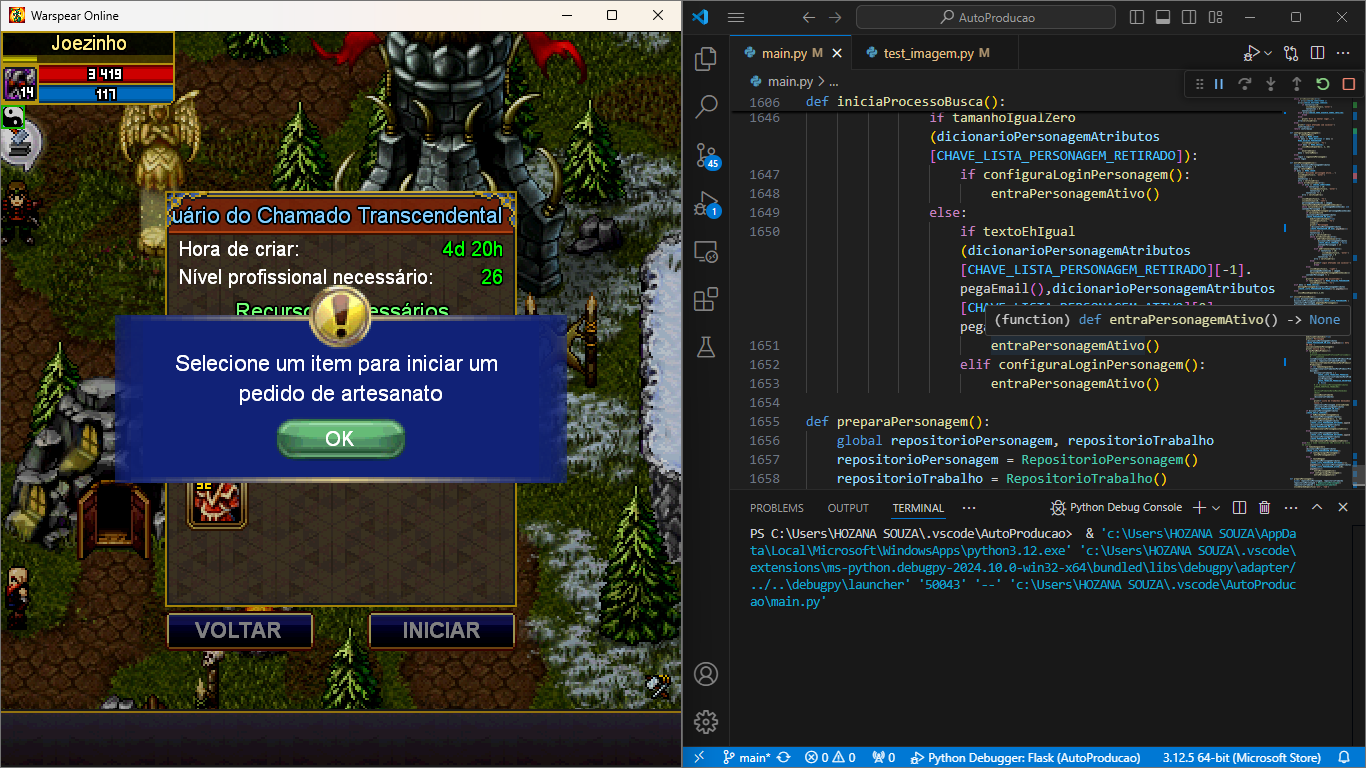 Warspear Online
Joezinho
3 419
14
117
uário do Chamado Transcendental
Hora de criar: 4d 20h
Nível profissional necessário: 26
Selecione um item para iniciar um
pedido de artesanato
OK
VOLTAR INICIAR
AutoProducao
main.py M test_imagem.py M
main.py > ...
45
1
1606 def iniciaProcessoBusca():
1646 if tamanhoIgualZero
(dicionarioPersonagemAtributos
[CHAVE_LISTA_PERSONAGEM_RETIRADO]):
1647 if configuraLoginPersonagem():
1648 entraPersonagemAtivo()
1649 else:
1650 if textoEhIgual
(dicionarioPersonagemAtributos
[CHAVE_LISTA_PERSONAGEM_RETIRADO][-1].
pegaEmail(),dicionarioPersonagemAtributos
(function) def entraPersonagemAtivo() -> None
1651 entraPersonagemAtivo()
1652 elif configuraLoginPersonagem():
1653 entraPersonagemAtivo()
1654
1655 def preparaPersonagem():
1656 global repositorioPersonagem, repositorioTrabalho
1657 repositorioPersonagem = RepositorioPersonagem()
1658 repositorioTrabalho = RepositorioTrabalho()
PROBLEMS OUTPUT TERMINAL ... Python Debug Console
PS C:\Users\HOZANA SOUZA\.vscode\AutoProducao> & 'c:\Users\HOZANA SOUZA\AppDa
ta\Local\Microsoft\WindowsApps\python3.12.exe' 'c:\Users\HOZANA SOUZA\.vscode\
extensions\ms-python.debugpy-2024.10.0-win32-x64\bundled\libs\debugpy\adapter/
../..\debugpy\launcher' '50043' '--' 'c:\Users\HOZANA SOUZA\.vscode\AutoProduc
ao\main.py'
main* 0 0 0 Python Debugger: Flask (AutoProducao) 3.12.5 64-bit (Microsoft Store)